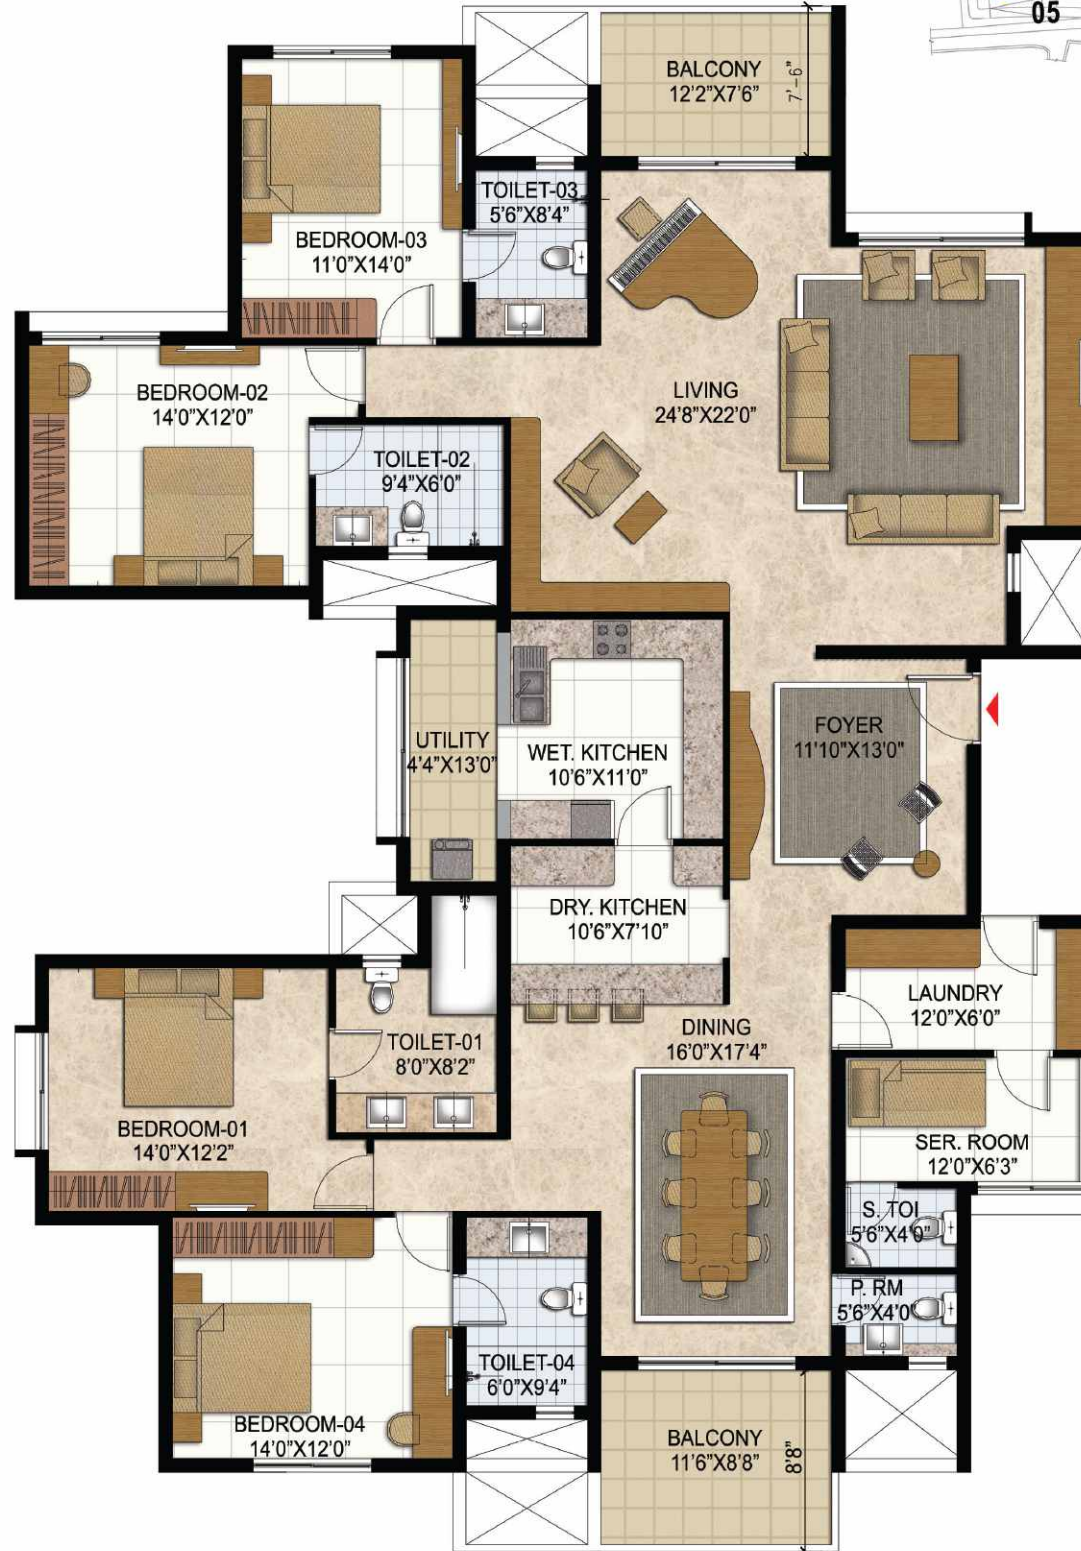 05
BALCONY
12'2"X7'6"
7'-6"
TOILET-03
5'6"X8'4"
BEDROOM-03
11'0"X14'0"
BEDROOM-02
14'0"X12'0"
LIVING
24'8"X22'0"
TOILET-02
9'4"X6'0"
UTILITY
4'4"X13'0"
WET. KITCHEN
10'6"X11'0"
FOYER
11'10"X13'0"
DRY. KITCHEN
10'6"X7'10"
LAUNDRY
12'0"X6'0"
DINING
16'0"X17'4"
TOILET-01
8'0"X8'2"
BEDROOM-01
14'0"X12'2"
SER. ROOM
12'0"X6'3"
S. TOI
5'6"X4'0"
P. RM
5'6"X4'0"
TOILET-04
6'0"X9'4"
BEDROOM-04
14'0"X12'0"
BALCONY
11'6"X8'8"
8'8"